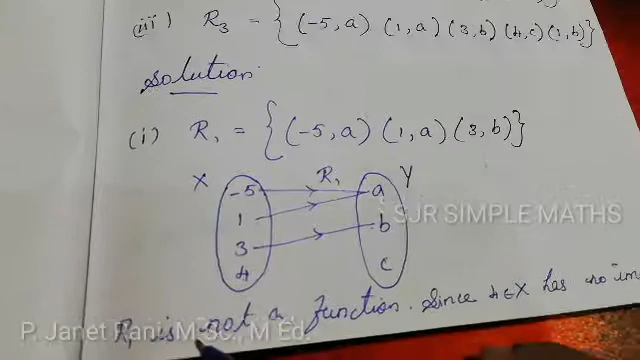 (iii) R₃ = {(-5, a) (1, a) (3, b) (4, c) (1, b)}
Solution
(i) R₁ = {(-5, a) (1, a) (3, b)}
X R₁ Y
-5 a
1
SJR SIMPLE MATHS
b
3
4 c
R₁ is not a function. Since 4∈X has no im
P. Janet Rani M Sc., M Ed.